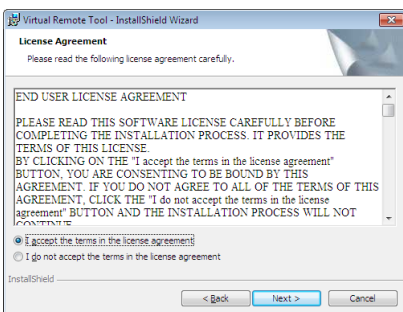 Virtual Remote Tool - InstallShield Wizard
License Agreement
Please read the following license agreement carefully.
END USER LICENSE AGREEMENT
PLEASE READ THIS SOFTWARE LICENSE CAREFULLY BEFORE
COMPLETING THE INSTALLATION PROCESS. IT PROVIDES THE
TERMS OF THIS LICENSE.
BY CLICKING ON THE "I accept the terms in the license agreement"
BUTTON, YOU ARE CONSENTING TO BE BOUND BY THIS
AGREEMENT. IF YOU DO NOT AGREE TO ALL OF THE TERMS OF THIS
AGREEMENT, CLICK THE "I do not accept the terms in the license
agreement" BUTTON AND THE INSTALLATION PROCESS WILL NOT
CONTINUE
I accept the terms in the license agreement
I do not accept the terms in the license agreement
InstallShield
< Back
Next >
Cancel